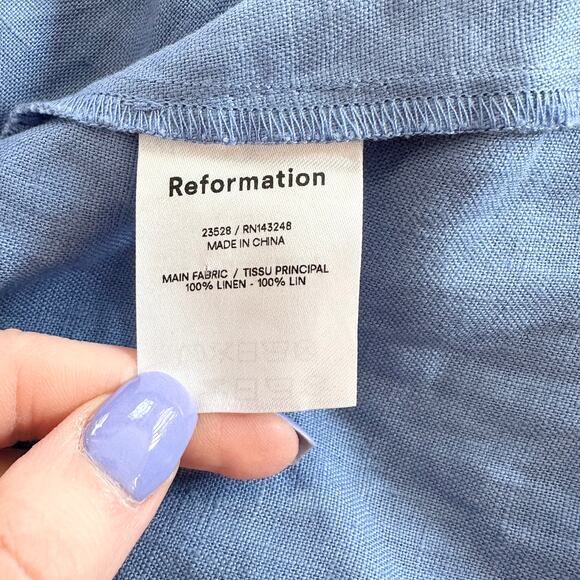 Reformation
23528 / RN143248
MADE IN CHINA
MAIN FABRIC / TISSU PRINCIPAL
100% LINEN - 100% LIN